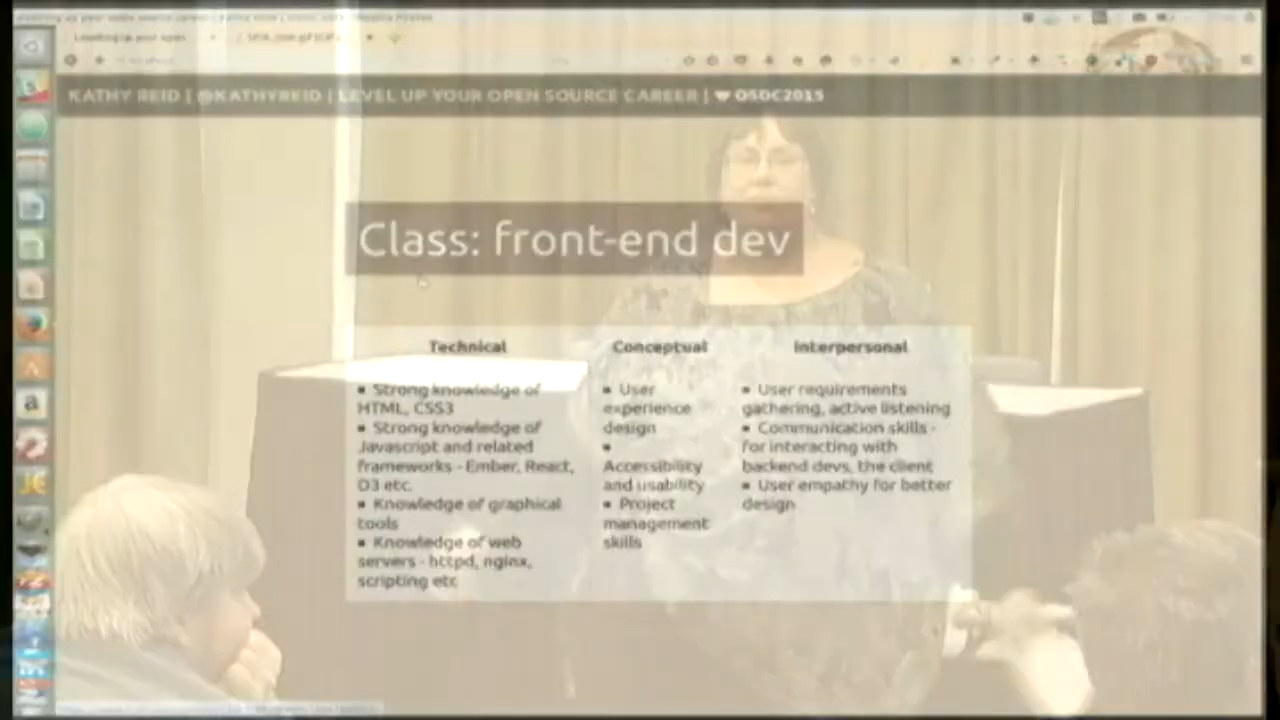 KATHY REID | @KATHYREID | LEVEL UP YOUR OPEN SOURCE CAREER | OSDC2015
Class: front-end dev
Technical
▪ Strong knowledge of
HTML, CSS3
▪ Strong knowledge of
Javascript and related
frameworks - Ember, React,
D3 etc.
▪ Knowledge of graphical
tools
▪ Knowledge of web
servers - httpd, nginx,
scripting etc
Conceptual
▪ User
experience
design
▪
Accessibility
and usability
▪ Project
management
skills
Interpersonal
▪ User requirements
gathering, active listening
▪ Communication skills -
for interacting with
backend devs, the client
▪ User empathy for better
design